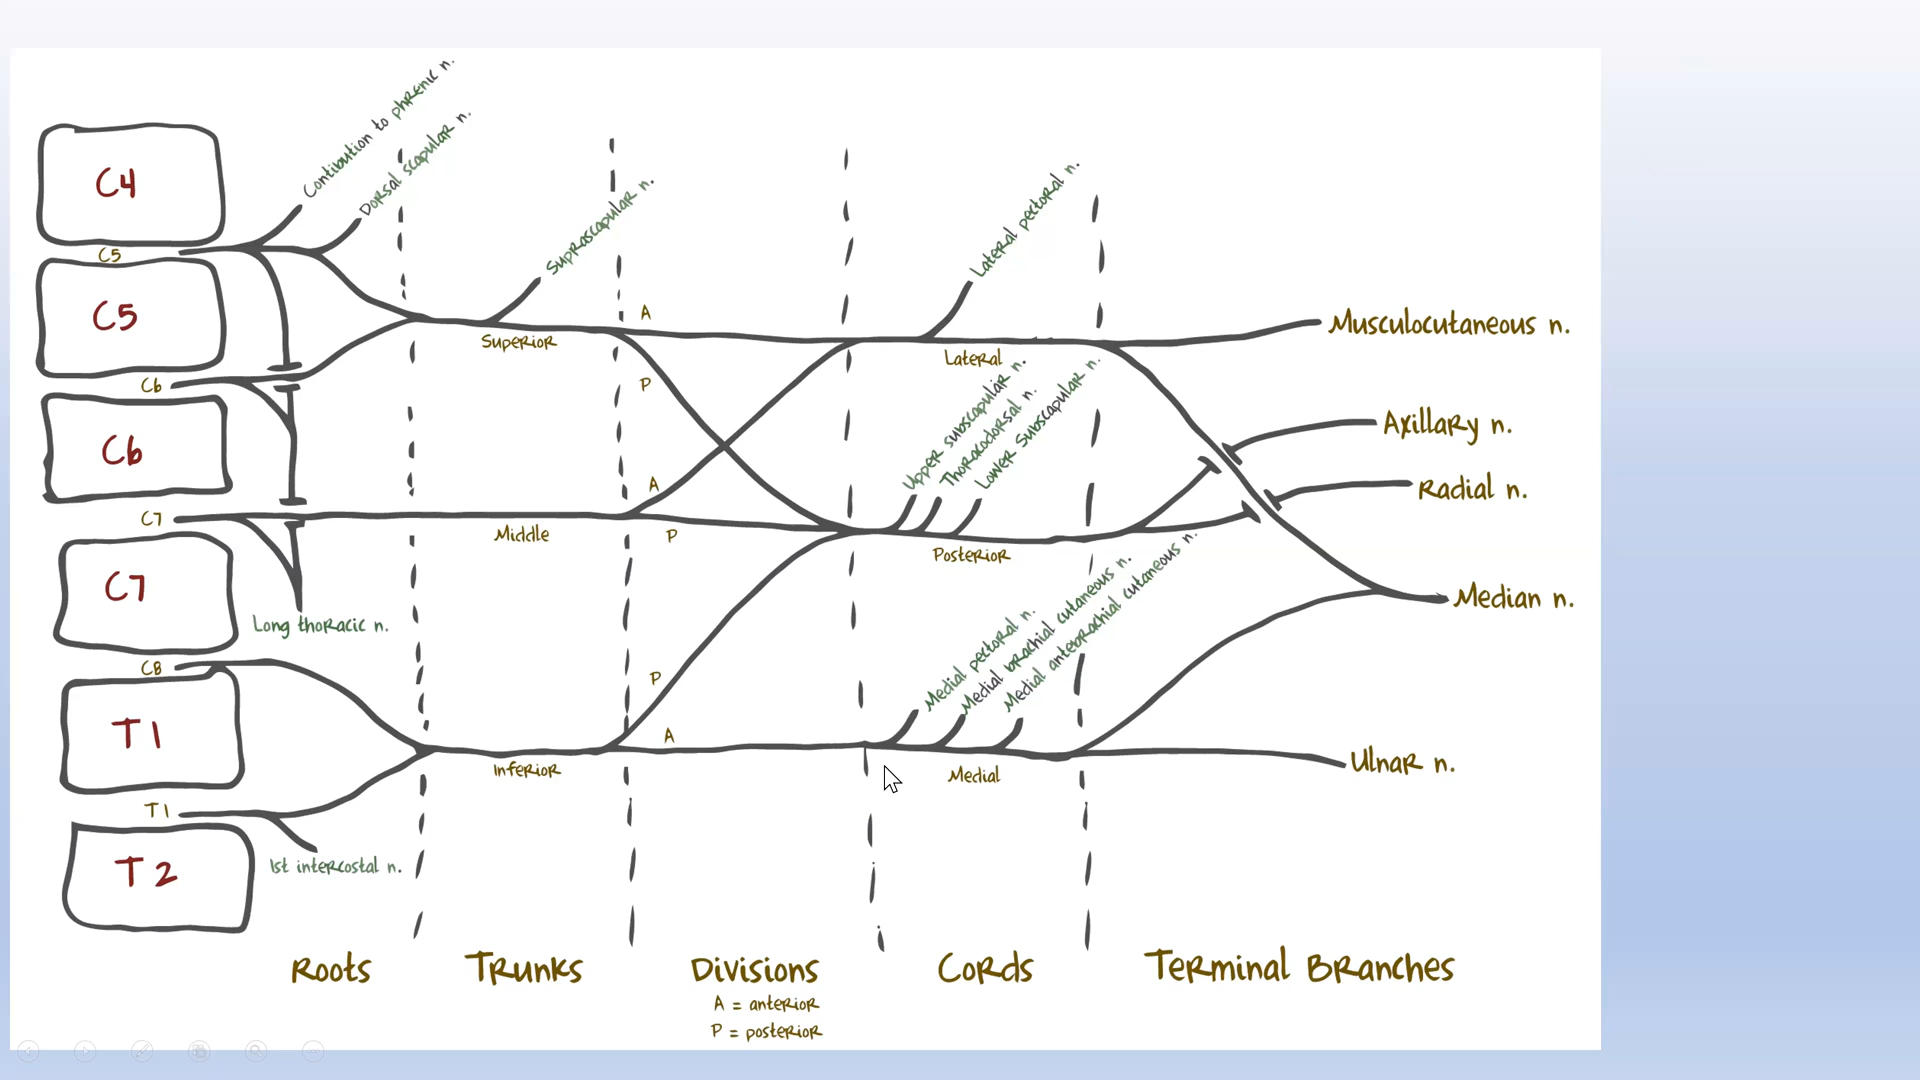 Contibution to phrenic n.
Dorsal scapular n.
Suprascapular n.
Lateral pectoral n.
C4
C5
C5
C6
C6
C7
C7
C8
T1
T1
T2
Long thoracic n.
1st intercostal n.
Superior
Middle
Inferior
A
P
A
P
P
A
Lateral
Upper subscapular n.
Thoracodorsal n.
Lower Subscapular n.
Posterior
Medial pectoral n.
Medial brachial cutaneous n.
Medial antebrachial cutaneous n.
Medial
Musculocutaneous n.
Axillary n.
Radial n.
Median n.
Ulnar n.
Roots
Trunks
Divisions
A = anterior
P = posterior
Cords
Terminal Branches